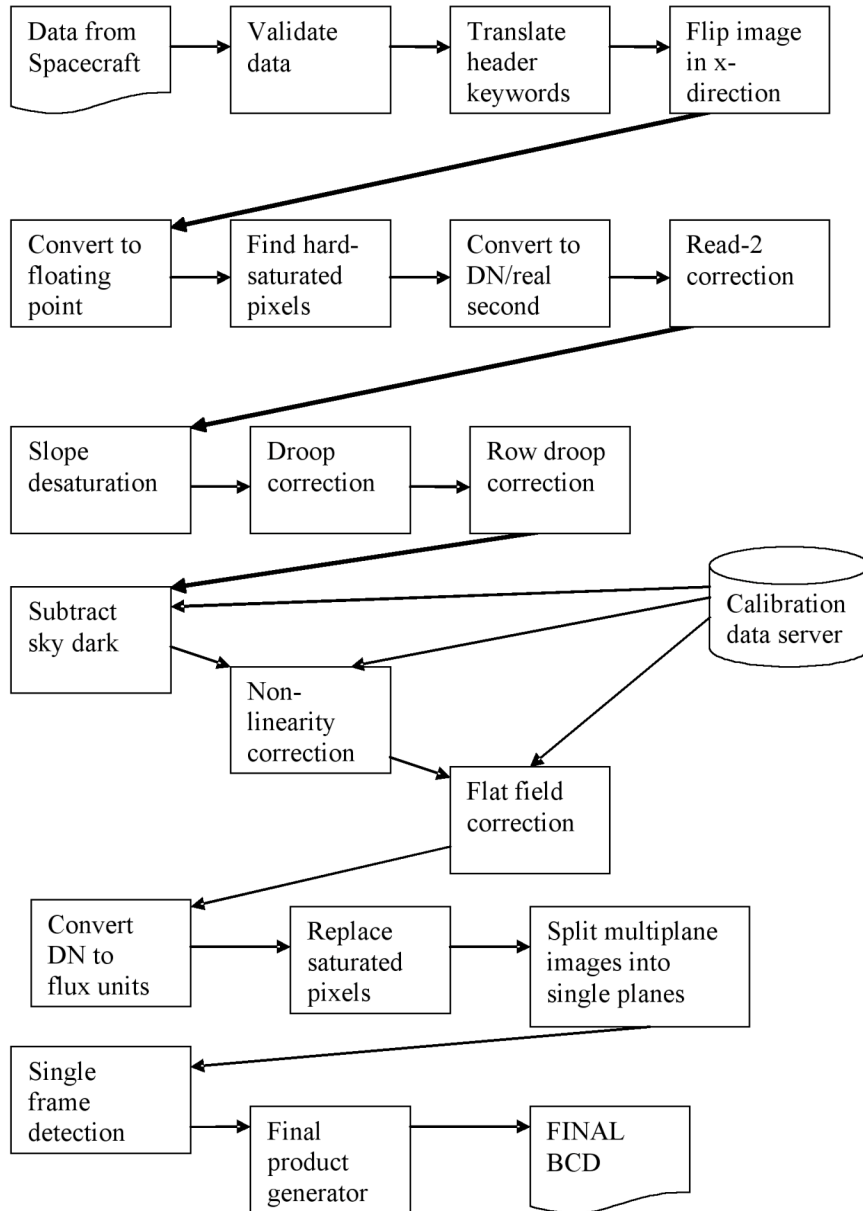 Data from
Spacecraft
Validate
data
Translate
header
keywords
Flip image
in x-
direction
Convert to
floating
point
Find hard-
saturated
pixels
Convert to
DN/real
second
Read-2
correction
Slope
desaturation
Droop
correction
Row droop
correction
Subtract
sky dark
Calibration
data server
Non-
linearity
correction
Flat field
correction
Convert
DN to
flux units
Replace
saturated
pixels
Split multiplane
images into
single planes
Single
frame
detection
Final
product
generator
FINAL
BCD